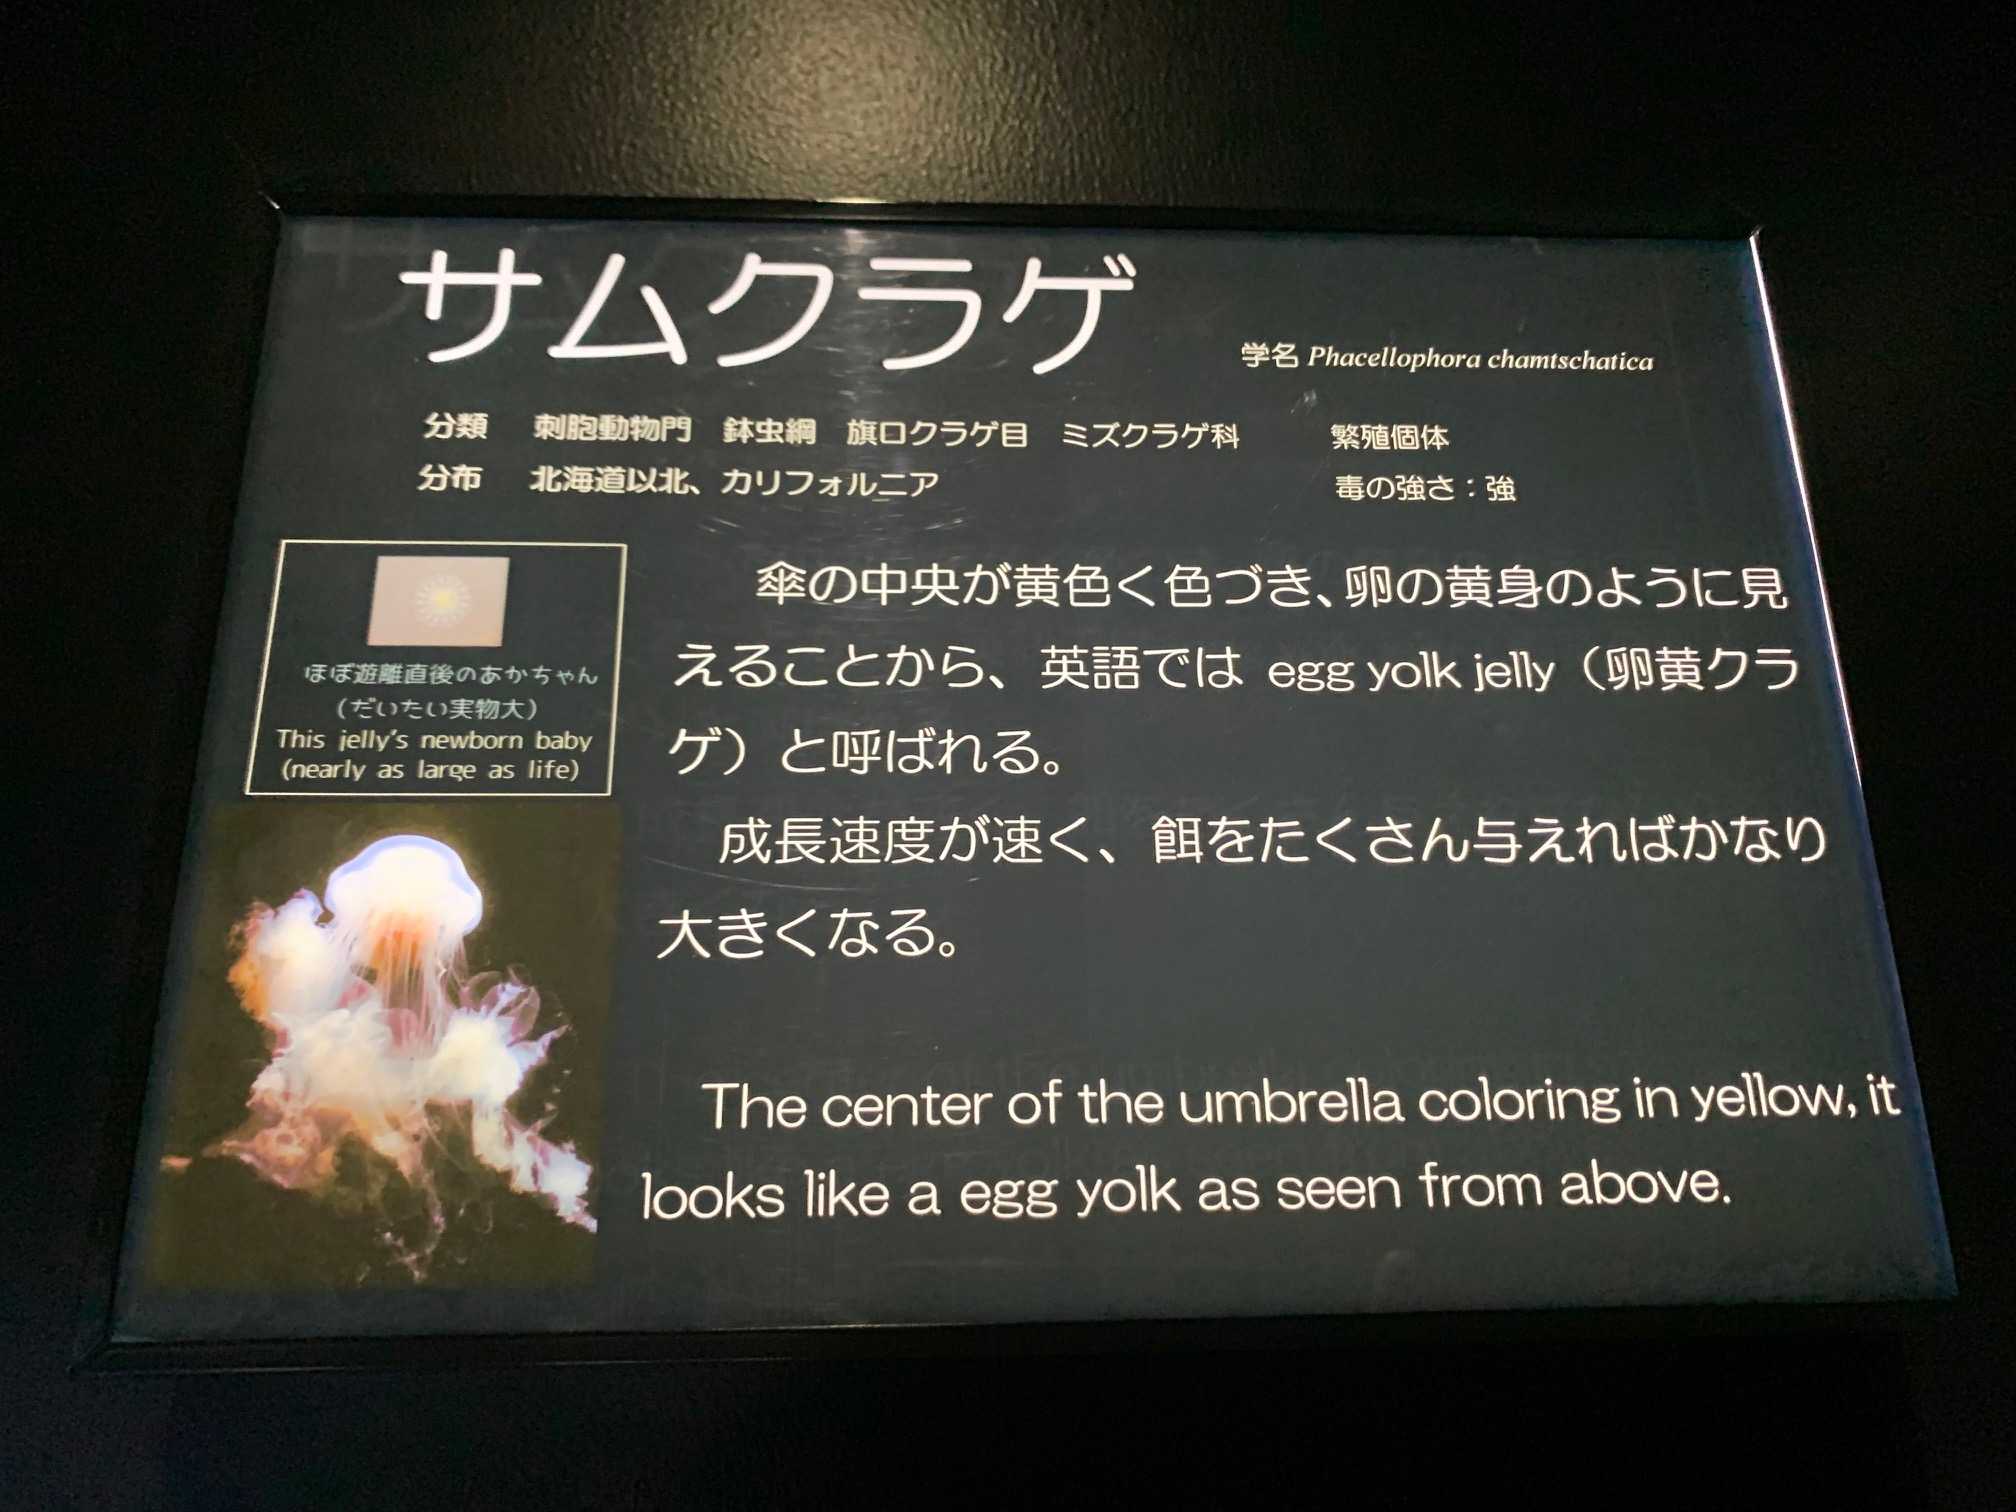 サムクラゲ
学名 Phacellophora chamtschatica
分類 刺胞動物門 鉢虫綱 旗口クラゲ目 ミズクラゲ科 繁殖個体
分布 北海道以北、カリフォルニア 毒の強さ：強
ほぼ遊離直後のあかちゃん
（だいたい実物大）
This jelly's newborn baby
(nearly as large as life)
傘の中央が黄色く色づき、卵の黄身のように見
えることから、英語では egg yolk jelly（卵黄クラ
ゲ）と呼ばれる。
成長速度が速く、餌をたくさん与えればかなり
大きくなる。
The center of the umbrella coloring in yellow, it
looks like a egg yolk as seen from above.